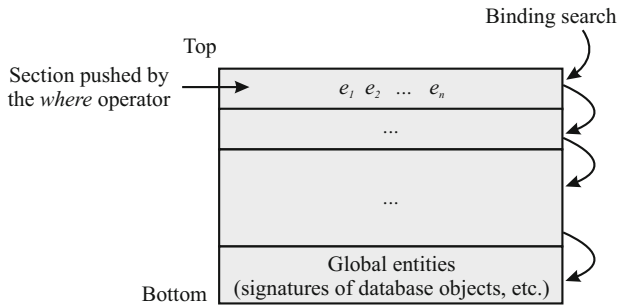 Binding search
Top
Section pushed by
the where operator
e1 e2 ... en
...
...
Global entities
(signatures of database objects, etc.)
Bottom